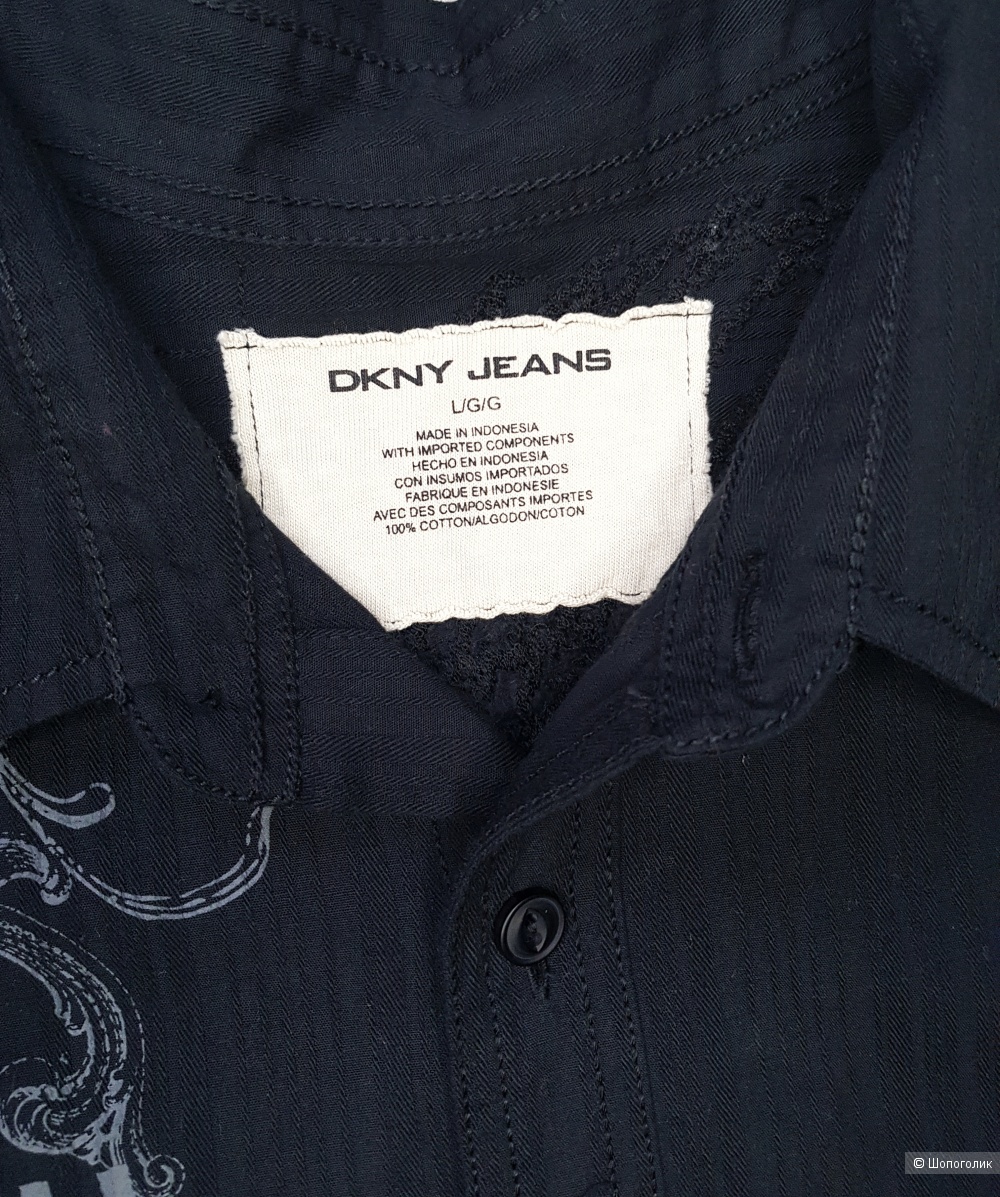 DKNY JEANS
L/G/G
MADE IN INDONESIA
WITH IMPORTED COMPONENTS
HECHO EN INDONESIA
CON INSUMOS IMPORTADOS
FABRIQUE EN INDONESIE
AVEC DES COMPOSANTS IMPORTES
100% COTTON/ALGODON/COTON
© Шопоголик